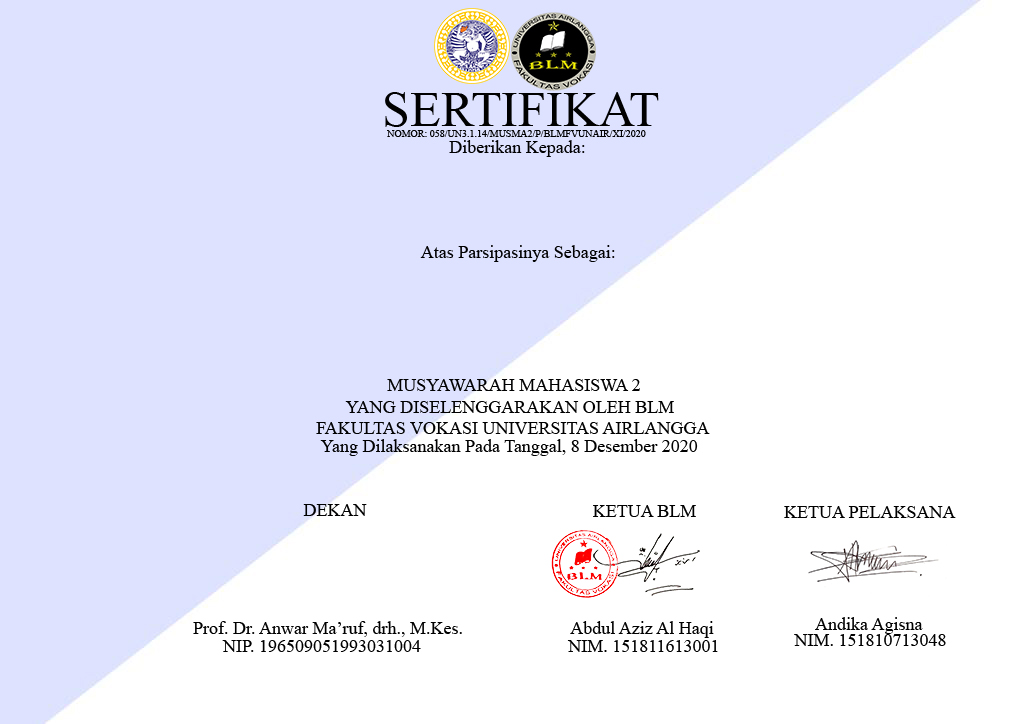 UNIVERSITAS AIRLANGGA
BLM
FAKULTAS VOKASI
SERTIFIKAT
NOMOR: 058/UN3.1.14/MUSMA2/P/BLMFVUNAIR/XI/2020
Diberikan Kepada:
Atas Parsipasinya Sebagai:
MUSYAWARAH MAHASISWA 2
YANG DISELENGGARAKAN OLEH BLM
FAKULTAS VOKASI UNIVERSITAS AIRLANGGA
Yang Dilaksanakan Pada Tanggal, 8 Desember 2020
DEKAN
KETUA BLM
KETUA PELAKSANA
UNIVERSITAS AIRLANGGA
BLM
FAKULTAS VOKASI
Prof. Dr. Anwar Ma’ruf, drh., M.Kes.
NIP. 196509051993031004
Abdul Aziz Al Haqi
NIM. 151811613001
Andika Agisna
NIM. 151810713048